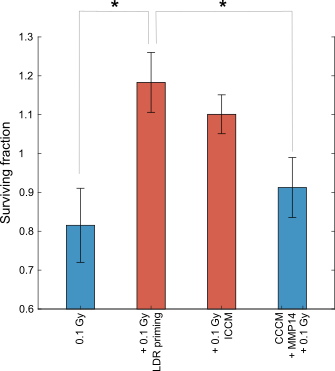 * *
1.3
1.2
1.1
1
0.9
0.8
0.7
0.6
Surviving fraction
0.1 Gy
+ 0.1 Gy
LDR priming
+ 0.1 Gy
ICCM
CCCM
+ MMP14
+ 0.1 Gy